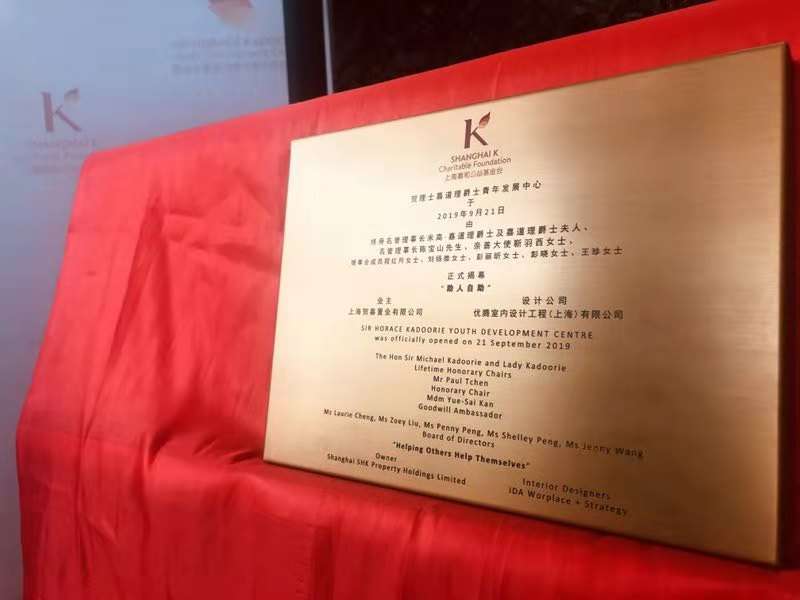 SHANGHAI K
K
SHANGHAI K
Charitable Foundation
上海嘉和公益基金会
贺理士嘉道理爵士青年发展中心
于
2019年9月21日
由
终身名誉理事长米高·嘉道理爵士及嘉道理爵士夫人、
名誉理事长陈宝山先生、亲善大使靳羽西女士、
理事会成员程红丹女士、刘锦微女士、彭丽昕女士、彭晓女士、王珍女士
正式揭幕
"助人自助"
业主 设计公司
上海贺嘉置业有限公司 优腾室内设计工程(上海)有限公司
SIR HORACE KADOORIE YOUTH DEVELOPMENT CENTRE
was officially opened on 21 September 2019
The Hon Sir Michael Kadoorie and Lady Kadoorie
Lifetime Honorary Chairs
Mr Paul Tchen
Honorary Chair
Mdm Yue-Sai Kan
Goodwill Ambassador
Ms Laurie Cheng, Ms Zoey Liu, Ms Penny Peng, Ms Shelley Peng, Ms Jenny Wang
Board of Directors
"Helping Others Help Themselves"
Owner Interior Designers
Shanghai SHK Property Holdings Limited IDA Worplace + Strategy